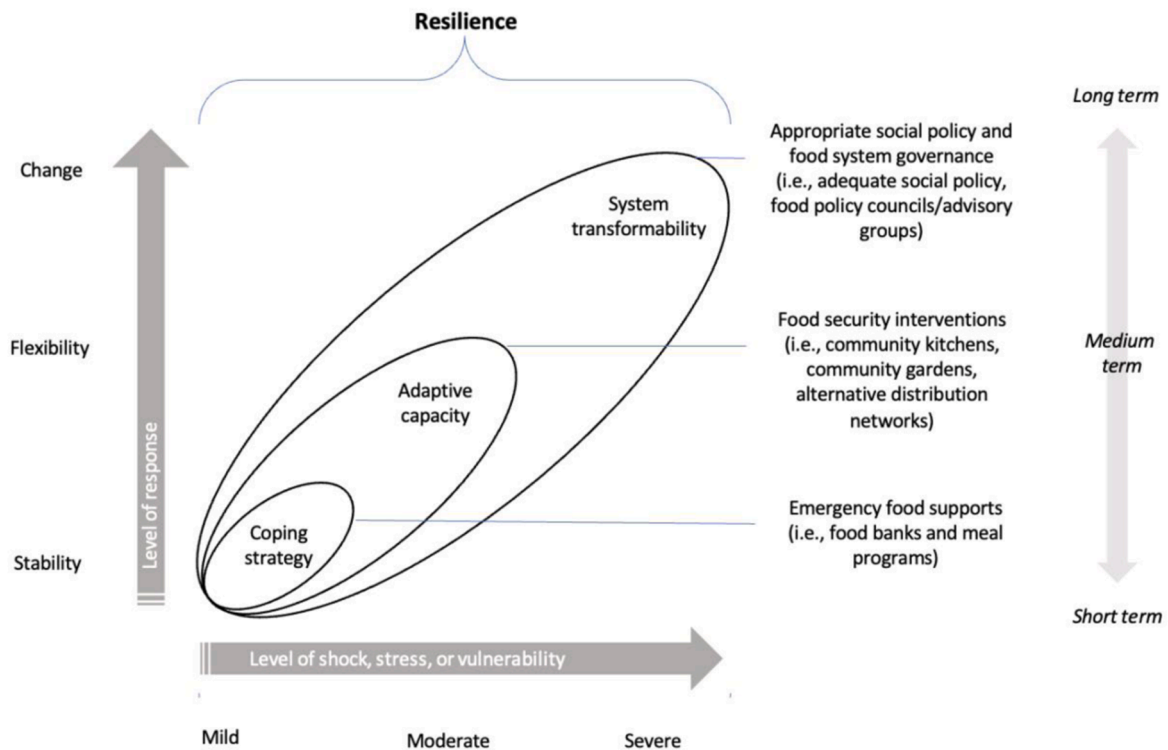 Resilience
Long term
Change
Appropriate social policy and
food system governance
(i.e., adequate social policy,
food policy councils/advisory
groups)
System
transformability
Flexibility
Food security interventions
(i.e., community kitchens,
community gardens,
alternative distribution
networks)
Medium
term
Adaptive
capacity
Level of response
Stability
Coping
strategy
Emergency food supports
(i.e., food banks and meal
programs)
Short term
Level of shock, stress, or vulnerability
Mild
Moderate
Severe